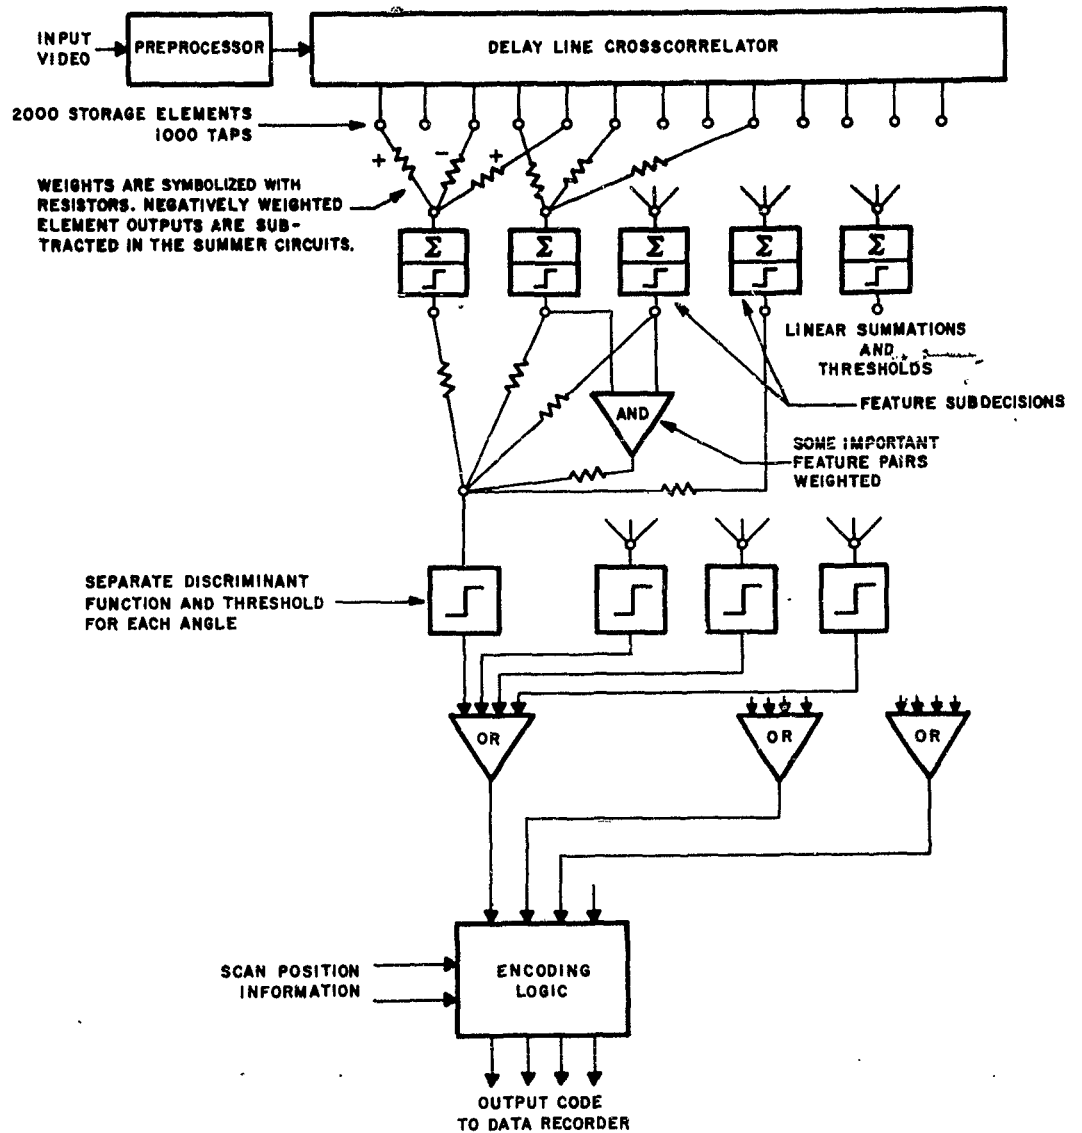 INPUT
VIDEO
PREPROCESSOR
DELAY LINE CROSSCORRELATOR
2000 STORAGE ELEMENTS
1000 TAPS
+
−
+
WEIGHTS ARE SYMBOLIZED WITH
RESISTORS. NEGATIVELY WEIGHTED
ELEMENT OUTPUTS ARE SUB-
TRACTED IN THE SUMMER CIRCUITS.
Σ
Σ
Σ
Σ
Σ
LINEAR SUMMATIONS
AND
THRESHOLDS
FEATURE SUBDECISIONS
AND
SOME IMPORTANT
FEATURE PAIRS
WEIGHTED
SEPARATE DISCRIMINANT
FUNCTION AND THRESHOLD
FOR EACH ANGLE
OR
OR
OR
SCAN POSITION
INFORMATION
ENCODING
LOGIC
OUTPUT CODE
TO DATA RECORDER